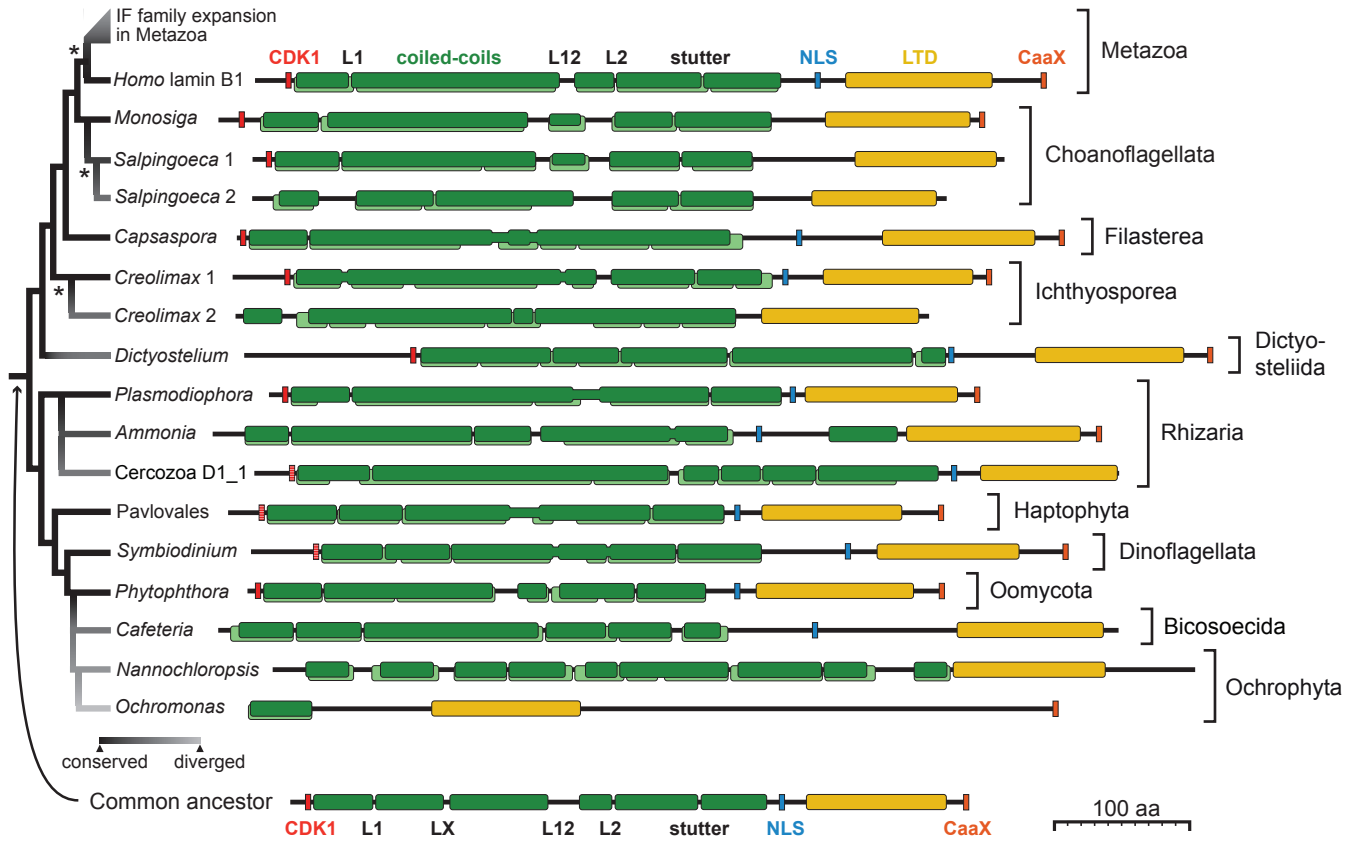 IF family expansion
in Metazoa
CDK1 L1 coiled-coils L12 L2 stutter NLS LTD CaaX
Metazoa
Homo lamin B1
Monosiga
Choanoflagellata
Salpingoeca 1
Salpingoeca 2
Capsaspora
Filasterea
Creolimax 1
Ichthyosporea
Creolimax 2
Dictyostelium
Dictyo-
steliida
Plasmodiophora
Ammonia
Rhizaria
Cercozoa D1_1
Pavlovales
Haptophyta
Symbiodinium
Dinoflagellata
Phytophthora
Oomycota
Cafeteria
Bicosoecida
Nannochloropsis
Ochrophyta
Ochromonas
conserved diverged
Common ancestor
100 aa
CDK1 L1 LX L12 L2 stutter NLS CaaX
* 
*
*